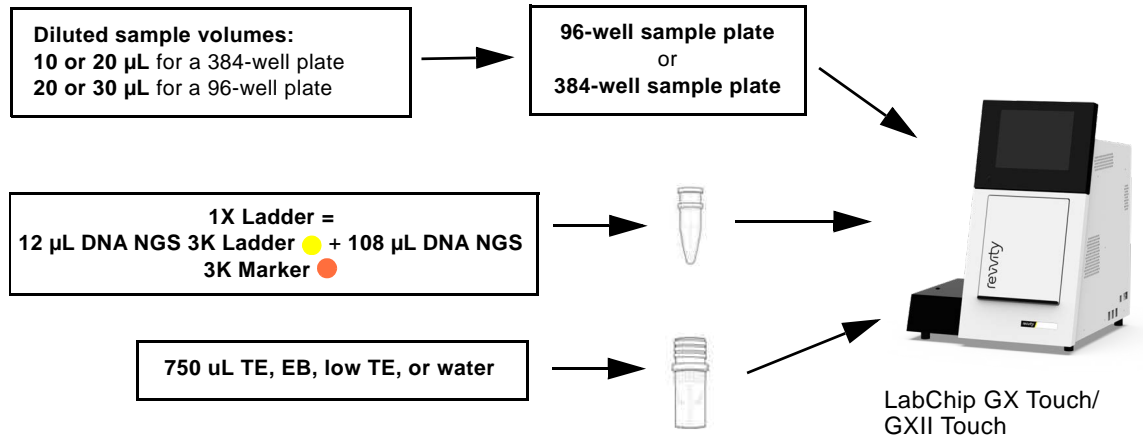 Diluted sample volumes:
10 or 20 µL for a 384-well plate
20 or 30 µL for a 96-well plate
96-well sample plate
or
384-well sample plate
1X Ladder =
12 µL DNA NGS 3K Ladder + 108 µL DNA NGS
3K Marker
750 uL TE, EB, low TE, or water
revvity
revvity
LabChip GX Touch/
GXII Touch